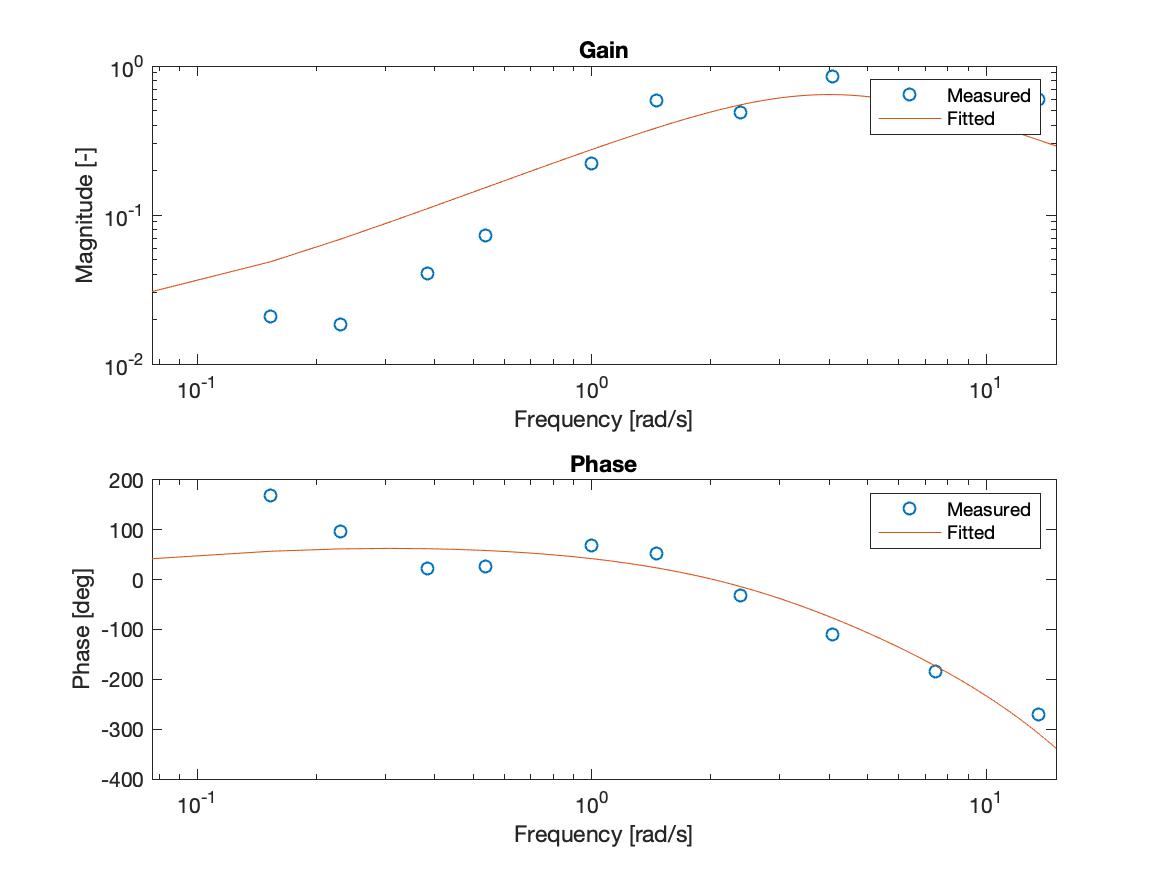 Gain
10^0
10^-1
10^-2
Magnitude [-]
Measured
Fitted
10^-1 10^0 10^1
Frequency [rad/s]
Phase
200
100
0
-100
-200
-300
-400
Phase [deg]
Measured
Fitted
10^-1 10^0 10^1
Frequency [rad/s]